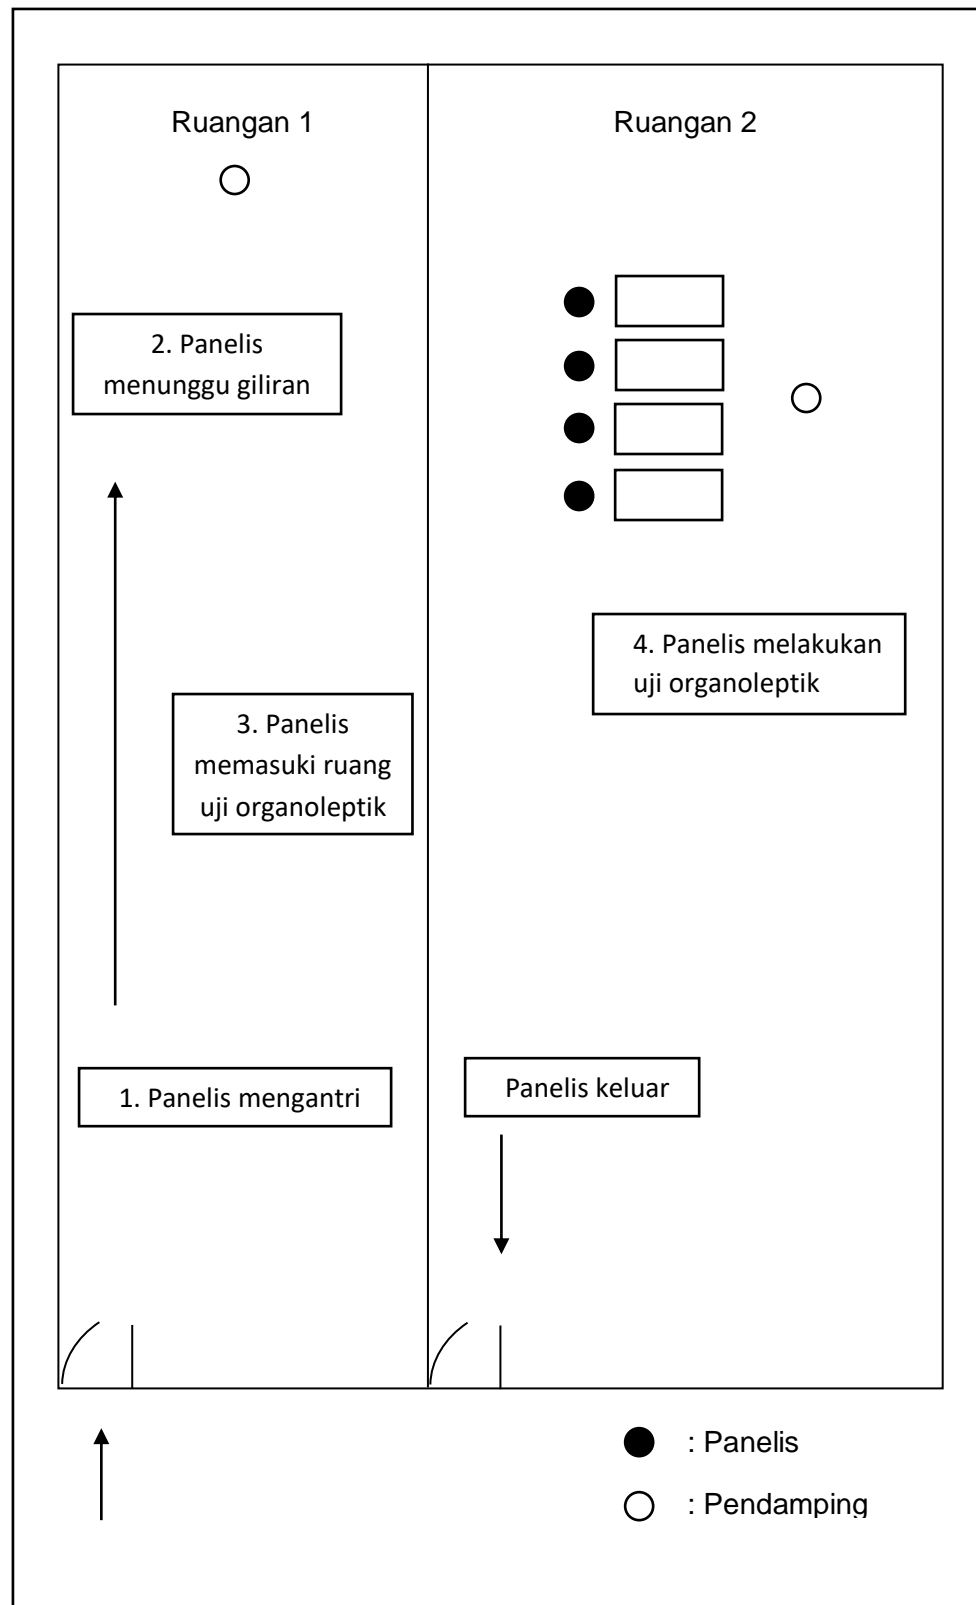 Ruangan 1
Ruangan 2
2. Panelis
menunggu giliran
4. Panelis melakukan
uji organoleptik
3. Panelis
memasuki ruang
uji organoleptik
1. Panelis mengantri
Panelis keluar
: Panelis
: Pendamping